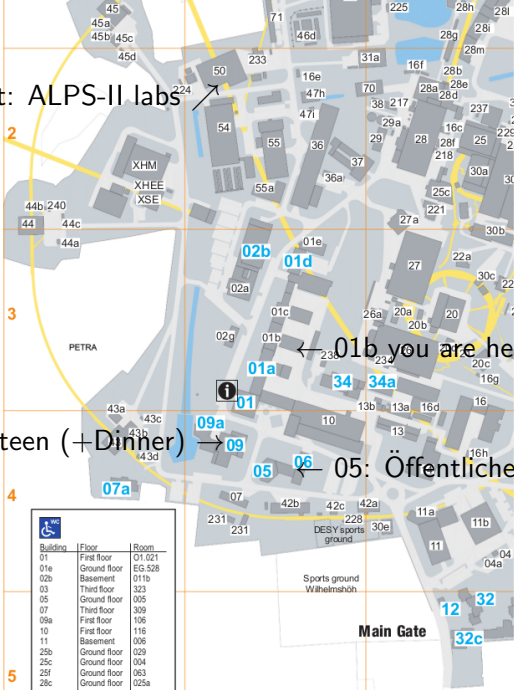 45
45a
45b 45c
45d
71
46d
225
28h
28l
28i
28g
28m
31a
233
50
224
16e
16f
28b
70
28a
28e
28d
t: ALPS-II labs
47h
47i
38
217
237
29a
2
54
55
36
29
28
16c
25
28f
218
37
XHM
XHEE
XSE
55a
36a
30a
25c
221
44b
240
44
44c
44a
27a
30b
02b
01e
01d
22a
27
30c
02a
3
01c
26a
20a
20
20b
02g
01b
← 01b you are he
PETRA
234
20c
01a
34
34a
16g
i
01
43a
43c
43b
43d
13b
13a
16d
09a
10
13
teen (+Dinner) → 09
16h
05
06
← 05: Öffentliche
4
07a
07
42b
42c
42a
231
231
228
30e
DESY sports
ground
11a
11b
11
04
04a
Sports ground
Wilhelmshöh
12
32
Main Gate
32c
5
WC
Building Floor Room
01 First floor O1.021
01e Ground floor EG.528
02b Basement 011b
03 Third floor 323
05 Ground floor 005
07 Third floor 309
09a First floor 106
10 First floor 116
11 Basement 006
25b Ground floor 029
25c Ground floor 004
25f Ground floor 063
28c Ground floor 025a